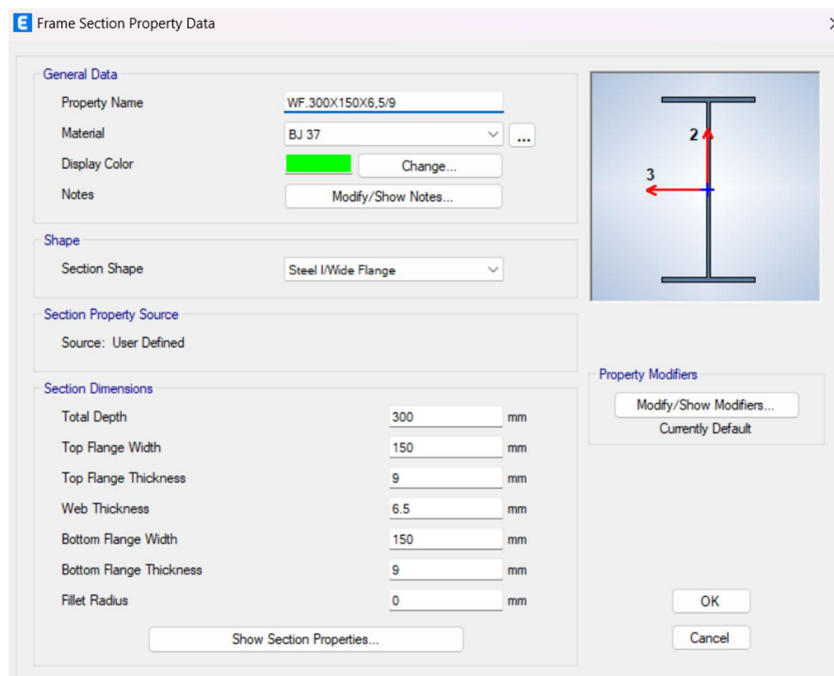 E Frame Section Property Data
General Data
Property Name WF.300X150X6,5/9
Material BJ 37 ...
Display Color Change...
Notes Modify/Show Notes...
Shape
Section Shape Steel I/Wide Flange
Section Property Source
Source: User Defined
Section Dimensions
Total Depth 300 mm
Top Flange Width 150 mm
Top Flange Thickness 9 mm
Web Thickness 6.5 mm
Bottom Flange Width 150 mm
Bottom Flange Thickness 9 mm
Fillet Radius 0 mm
Show Section Properties...
2
3
Property Modifiers
Modify/Show Modifiers...
Currently Default
OK
Cancel